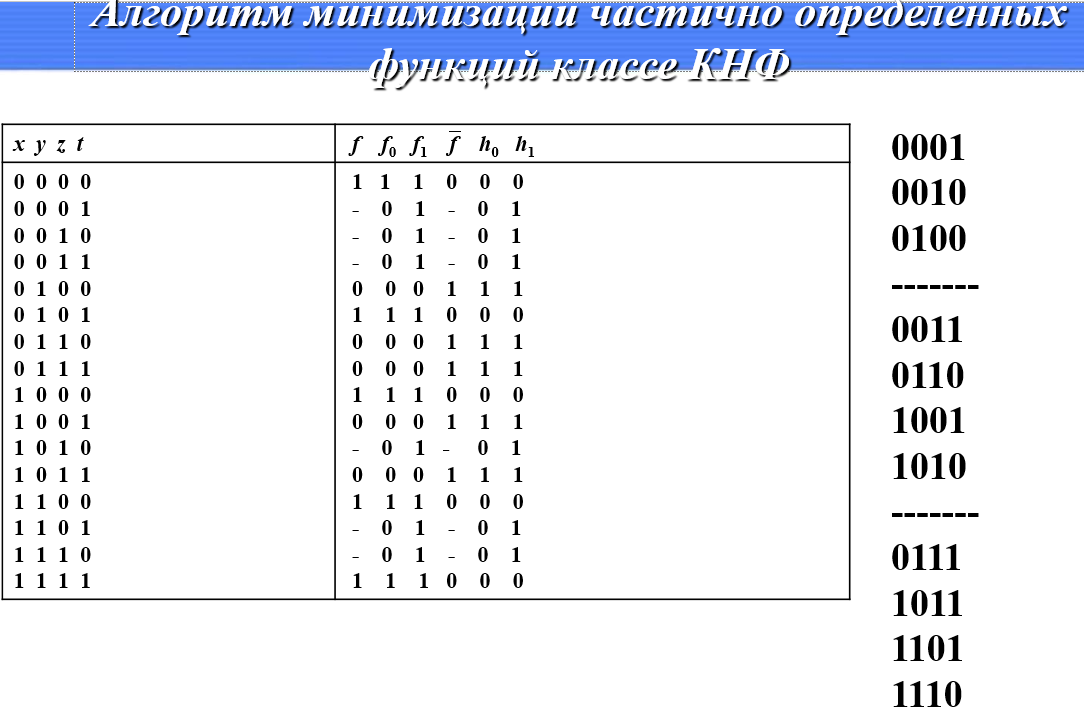 Алгоритм минимизации частично определенных
функций классе КНФ
x y z t f f₀ f₁ f̅ h₀ h₁
0 0 0 0 1 1 1 0 0 0
0 0 0 1 - 0 1 - 0 1
0 0 1 0 - 0 1 - 0 1
0 0 1 1 - 0 1 - 0 1
0 1 0 0 0 0 0 1 1 1
0 1 0 1 1 1 1 0 0 0
0 1 1 0 0 0 0 1 1 1
0 1 1 1 0 0 0 1 1 1
1 0 0 0 1 1 1 0 0 0
1 0 0 1 0 0 0 1 1 1
1 0 1 0 - 0 1 - 0 1
1 0 1 1 0 0 0 1 1 1
1 1 0 0 1 1 1 0 0 0
1 1 0 1 - 0 1 - 0 1
1 1 1 0 - 0 1 - 0 1
1 1 1 1 1 1 1 0 0 0
0001
0010
0100
-------
0011
0110
1001
1010
-------
0111
1011
1101
1110